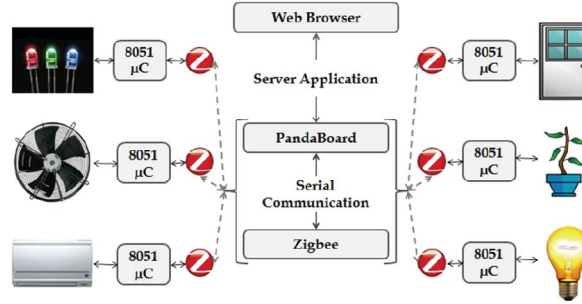 Web Browser
8051
μC
8051
μC
Server Application
PandaBoard
8051
μC
8051
μC
Serial
Communication
Zigbee
8051
μC
8051
μC